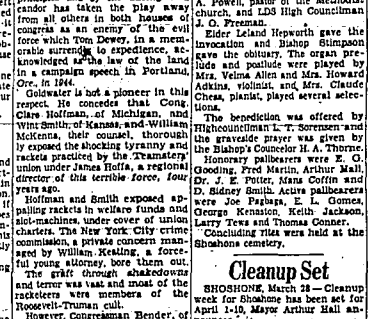 candor has taken the play away
from all others in both houses of
congress as an enemy of the evil
force which Tom Dewey, in a mem-
orable surrender to expedience, ac-
knowledged as the law of the land
in a campaign speech in Portland,
Ore., in 1944.
Goldwater is not a pioneer in this
respect. He concedes that Cong.
Clare Hoffman, of Michigan, and
Wint Smith, of Kansas, and William
McKenna, their counsel, thorough-
ly exposed the shocking tyranny and
rackets practiced by the Teamsters'
union under James Hoffa, a regional
director of this terrible force, four
years ago.
Hoffman and Smith exposed ap-
palling rackets in welfare funds and
slot-machines, under cover of union
charters. The New York City crime
commission, a private concern man-
aged by William Keating, a force-
ful young attorney, bore them out.
The graft through shakedowns
and terror was vast and most of the
racketeers were members of the
Roosevelt-Truman cult.
However, Congressman Bender, of
A. Powell, pastor of the Methodist
church, and LDS High Councilman
J. O. Freeman.
Elder Leland Hepworth gave the
invocation and Bishop Stimpson
gave the obituary. The organ pre-
lude and postlude were played by
Mrs. Velma Allen and Mrs. Howard
Adkins, violinist, and Mrs. Claude
Chess, pianist, played several selec-
tions.
The benediction was offered by
Highcouncilman L. T. Sorensen and
the graveside prayer was given by
the Bishop's Counselor H. A. Thorne.
Honorary pallbearers were E. G.
Gooding, Fred Martin, Arthur Mall,
Dr. J. E. Potter, Mans Coffin and
D. Sidney Smith. Active pallbearers
were Joe Pagoaga, E. L. Gomes,
George Kenaston, Keith Jackson,
Larry Tews and Thomas Conner.
Concluding rites were held at the
Shoshone cemetery.
Cleanup Set
SHOSHONE, March 28—Cleanup
week for Shoshone has been set for
April 1-10, Mayor Arthur Hall an-